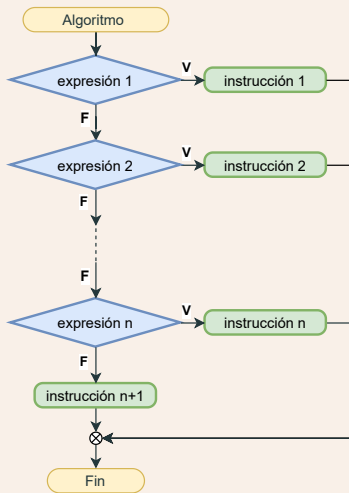 Algoritmo
expresión 1
V
instrucción 1
F
expresión 2
V
instrucción 2
F
F
expresión n
V
instrucción n
F
instrucción n+1
Fin